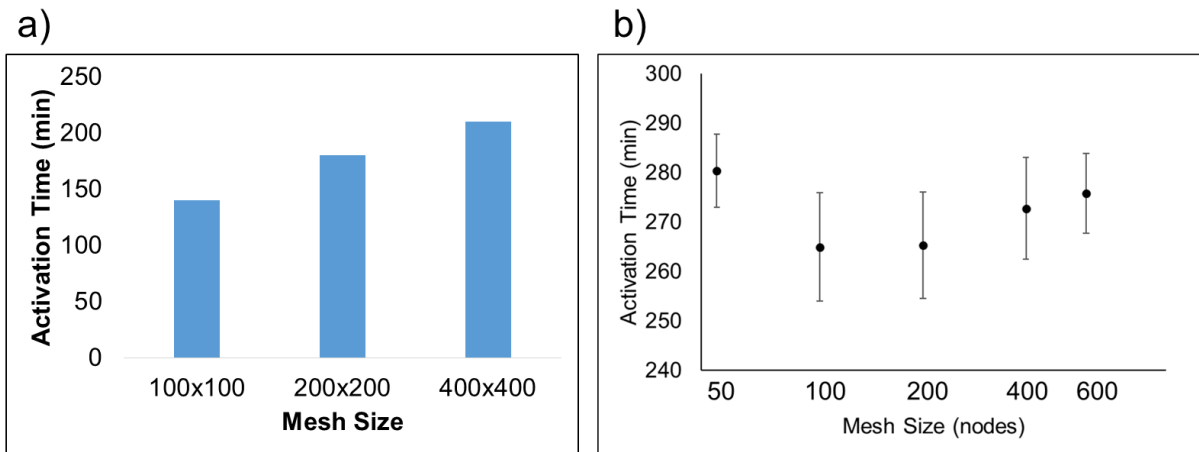 a)
250
200
150
100
50
0
Activation Time (min)
100x100 200x200 400x400
Mesh Size
b)
300
290
280
270
260
250
240
Activation Time (min)
50 100 200 400 600
Mesh Size (nodes)